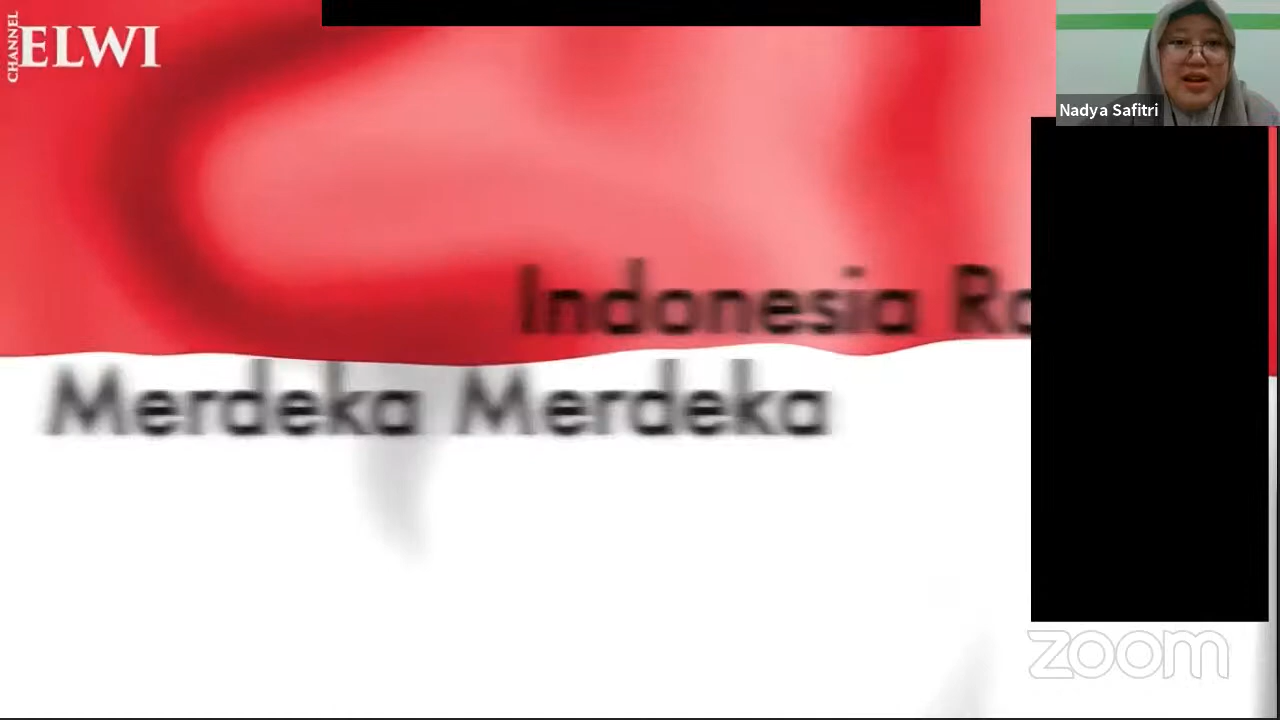 CHANNEL
ELWI
Nadya Safitri
Indonesia
Merdeka Merdeka
zoom